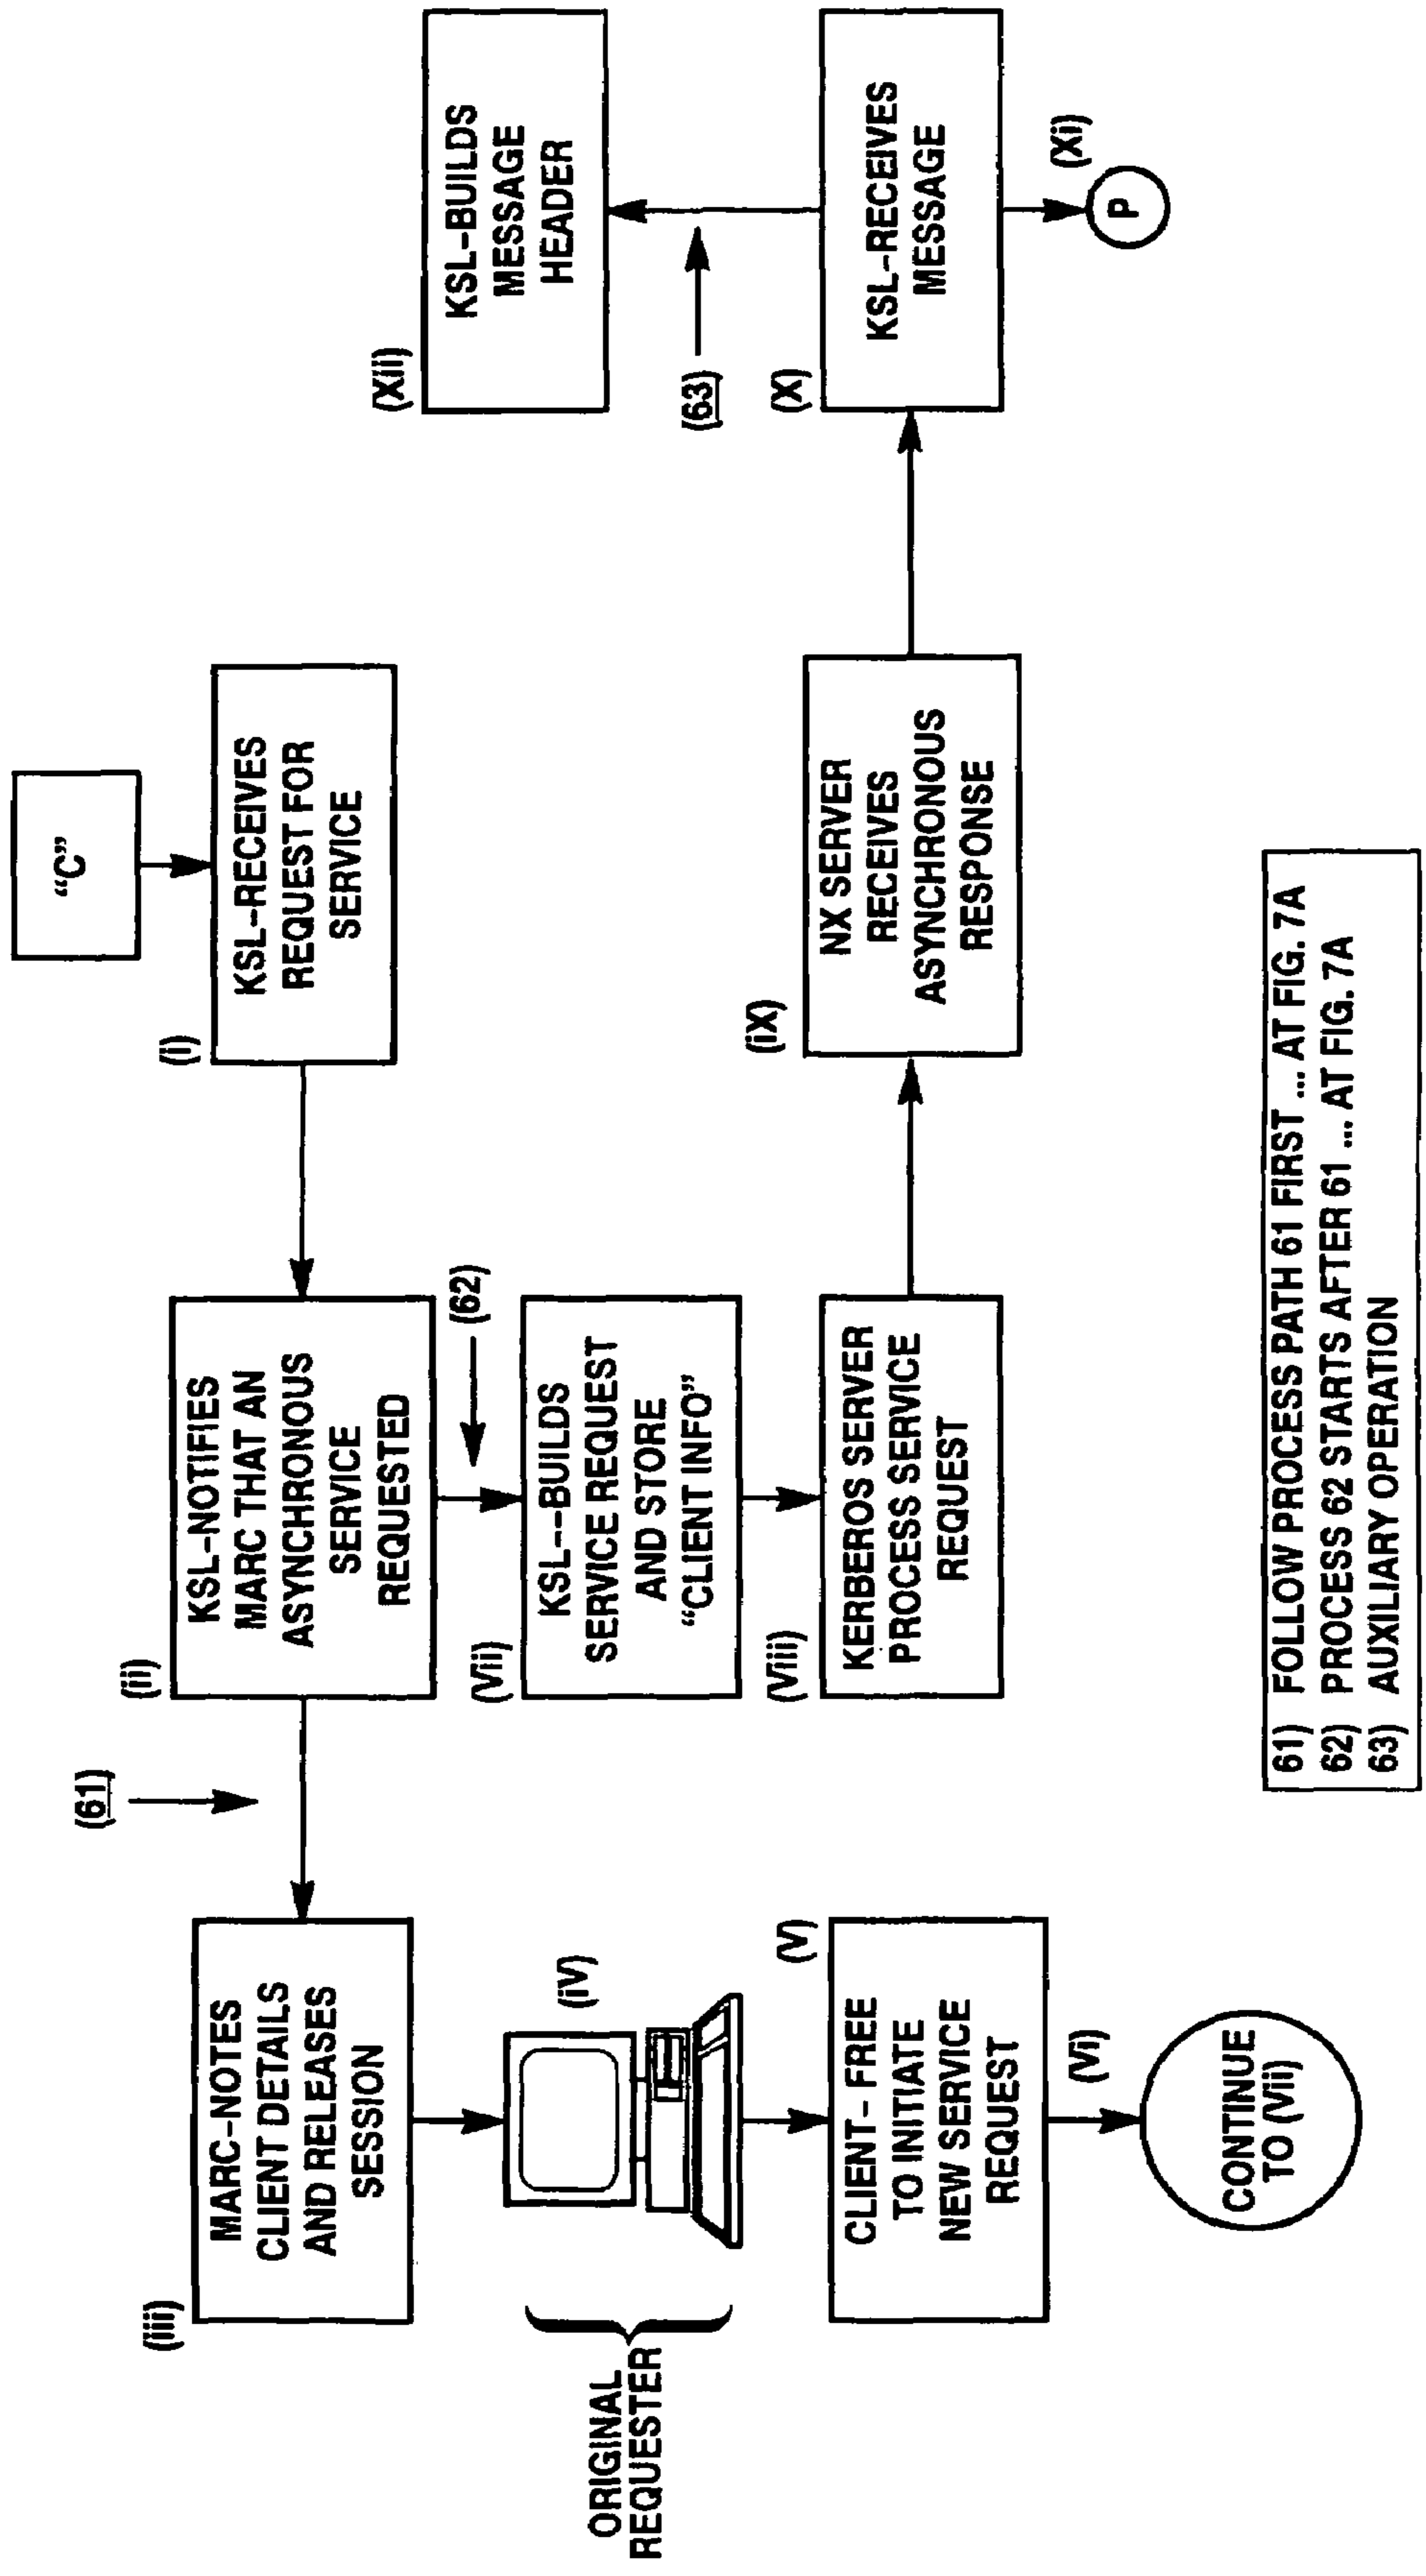 “C”
(i)
KSL-RECEIVES
REQUEST FOR
SERVICE
(ii)
KSL-NOTIFIES
MARC THAT AN
ASYNCHRONOUS
SERVICE
REQUESTED
(61)
(iii)
MARC-NOTES
CLIENT DETAILS
AND RELEASES
SESSION
ORIGINAL
REQUESTER
(iV)
(V)
CLIENT- FREE
TO INITIATE
NEW SERVICE
REQUEST
(Vi)
CONTINUE
TO (Vii)
(62)
(Vii)
KSL--BUILDS
SERVICE REQUEST
AND STORE
“CLIENT INFO”
(Viii)
KERBEROS SERVER
PROCESS SERVICE
REQUEST
(iX)
NX SERVER
RECEIVES
ASYNCHRONOUS
RESPONSE
(X)
KSL-RECEIVES
MESSAGE
(Xi)
P
(63)
(Xii)
KSL-BUILDS
MESSAGE
HEADER
61) FOLLOW PROCESS PATH 61 FIRST ... AT FIG. 7A
62) PROCESS 62 STARTS AFTER 61 ... AT FIG. 7A
63) AUXILIARY OPERATION